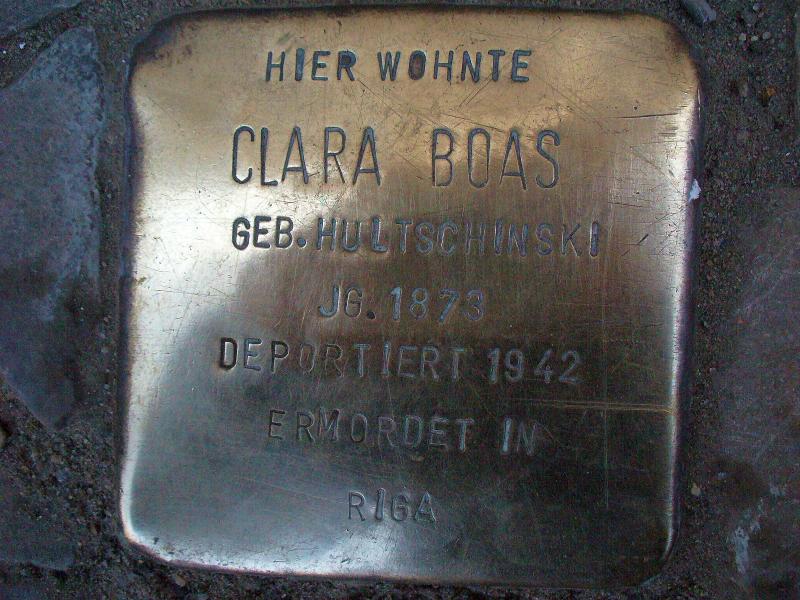 HIER WOHNTE
CLARA BOAS
GEB. HULTSCHINSKI
JG. 1873
DEPORTIERT 1942
ERMORDET IN
RIGA